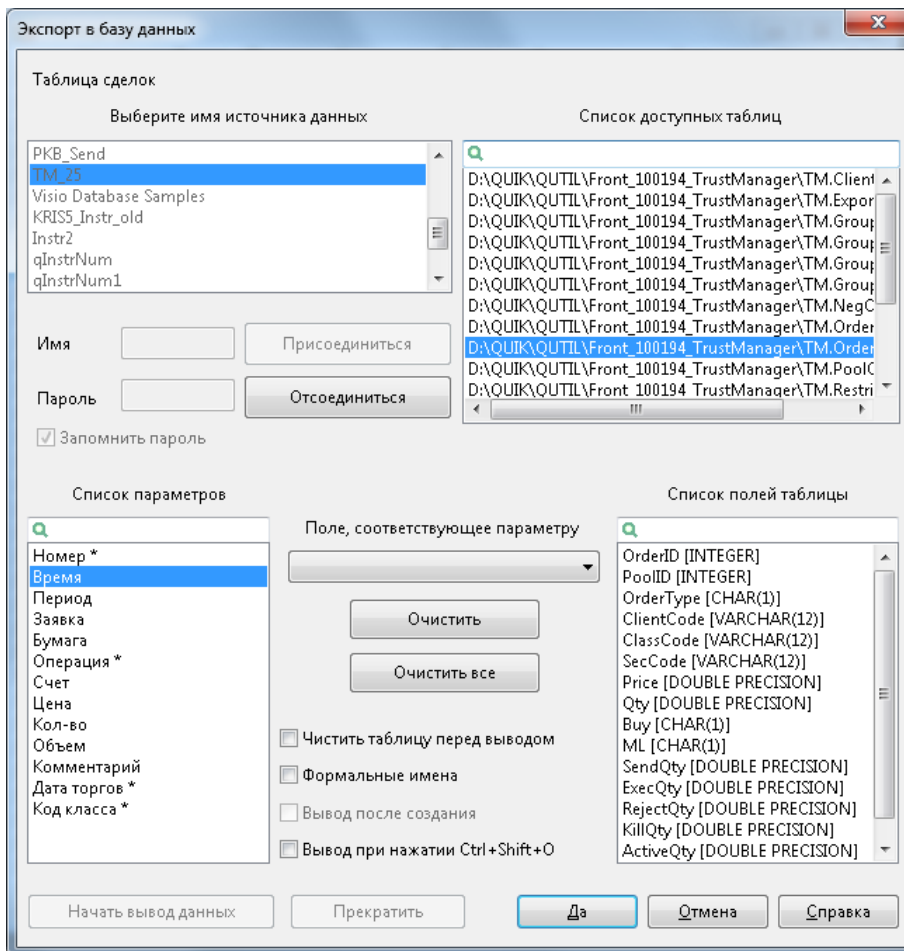 Экспорт в базу данных
Таблица сделок
Выберите имя источника данных
PKB_Send
TM_25
Visio Database Samples
KRIS5_Instr_old
Instr2
qInstrNum
qInstrNum1
Список доступных таблиц
D:\QUIK\QUTIL\Front_100194_TrustManager\TM.Client
D:\QUIK\QUTIL\Front_100194_TrustManager\TM.Expor
D:\QUIK\QUTIL\Front_100194_TrustManager\TM.Group
D:\QUIK\QUTIL\Front_100194_TrustManager\TM.Group
D:\QUIK\QUTIL\Front_100194_TrustManager\TM.Group
D:\QUIK\QUTIL\Front_100194_TrustManager\TM.Group
D:\QUIK\QUTIL\Front_100194_TrustManager\TM.NegC
D:\QUIK\QUTIL\Front_100194_TrustManager\TM.Order
D:\QUIK\QUTIL\Front_100194_TrustManager\TM.Order
D:\QUIK\QUTIL\Front_100194_TrustManager\TM.PoolC
D:\QUIK\QUTIL\Front_100194_TrustManager\TM.Restri
Имя
Присоединиться
Пароль
Отсоединиться
Запомнить пароль
Список параметров
Номер *
Время
Период
Заявка
Бумага
Операция *
Счет
Цена
Кол-во
Объем
Комментарий
Дата торгов *
Код класса *
Поле, соответствующее параметру
Очистить
Очистить все
Чистить таблицу перед выводом
Формальные имена
Вывод после создания
Вывод при нажатии Ctrl+Shift+O
Список полей таблицы
OrderID [INTEGER]
PoolID [INTEGER]
OrderType [CHAR(1)]
ClientCode [VARCHAR(12)]
ClassCode [VARCHAR(12)]
SecCode [VARCHAR(12)]
Price [DOUBLE PRECISION]
Qty [DOUBLE PRECISION]
Buy [CHAR(1)]
ML [CHAR(1)]
SendQty [DOUBLE PRECISION]
ExecQty [DOUBLE PRECISION]
RejectQty [DOUBLE PRECISION]
KillQty [DOUBLE PRECISION]
ActiveQty [DOUBLE PRECISION]
Начать вывод данных
Прекратить
Да
Отмена
Справка